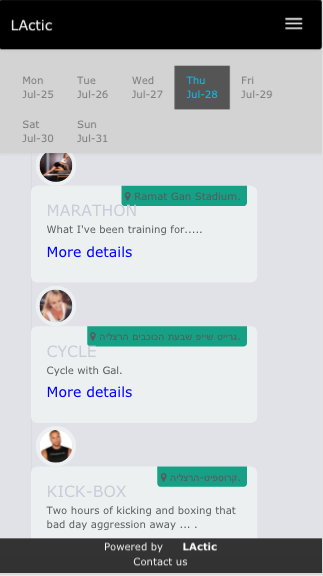 LActic
Mon Tue Wed Thu Fri
Jul-25 Jul-26 Jul-27 Jul-28 Jul-29
Sat Sun
Jul-30 Jul-31
Ramat Gan Stadium.
MARATHON
What I've been training for.....
More details
גרייט שייפ שבעת הכוכבים הרצליה.
CYCLE
Cycle with Gal.
More details
קרוספיט-הרצליה.
KICK-BOX
Two hours of kicking and boxing that
bad day aggression away ... .
Powered by LActic
Contact us